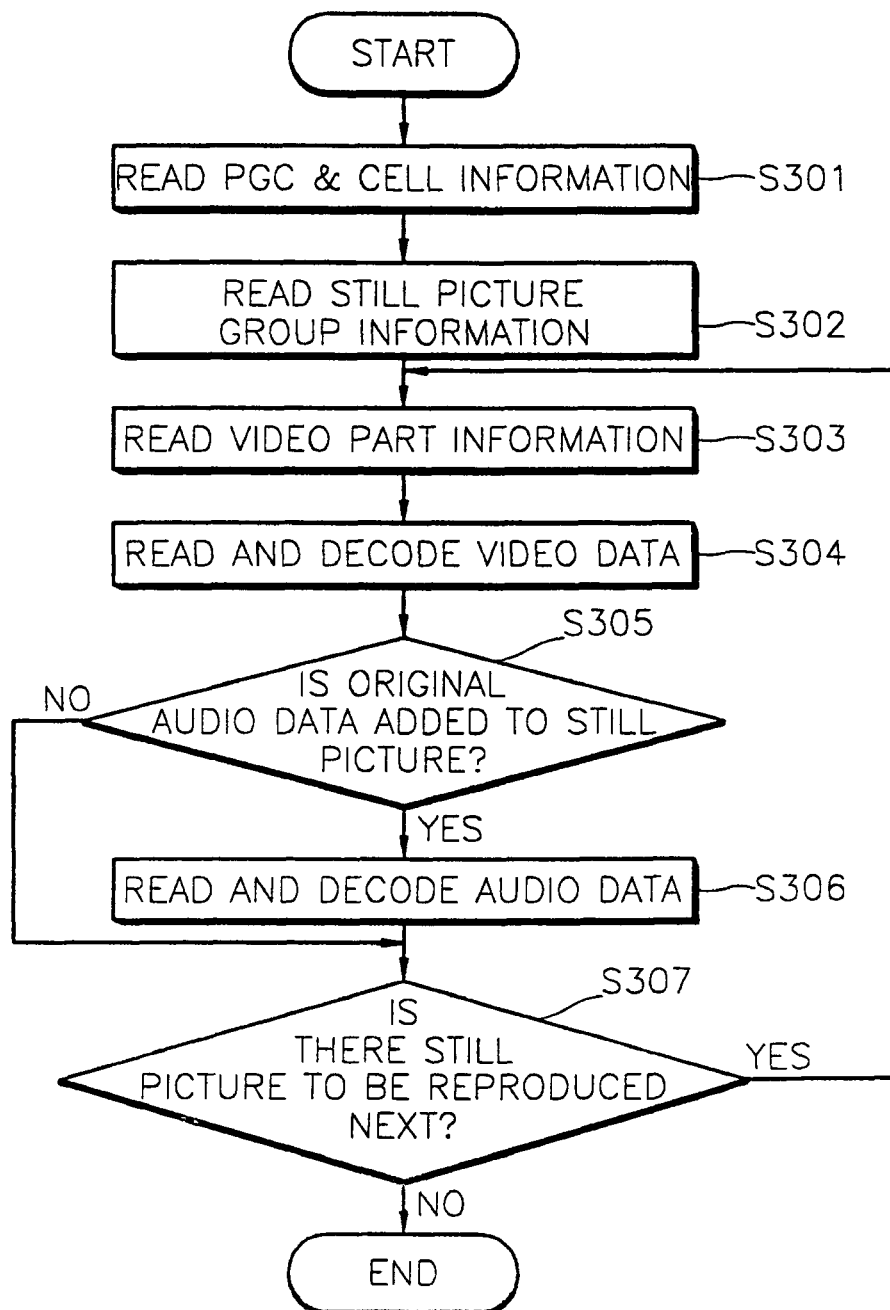 START
READ PGC & CELL INFORMATION
S301
READ STILL PICTURE
GROUP INFORMATION
S302
READ VIDEO PART INFORMATION
S303
READ AND DECODE VIDEO DATA
S304
S305
IS ORIGINAL
AUDIO DATA ADDED TO STILL
PICTURE?
NO
YES
READ AND DECODE AUDIO DATA
S306
S307
IS
THERE STILL
PICTURE TO BE REPRODUCED
NEXT?
YES
NO
END